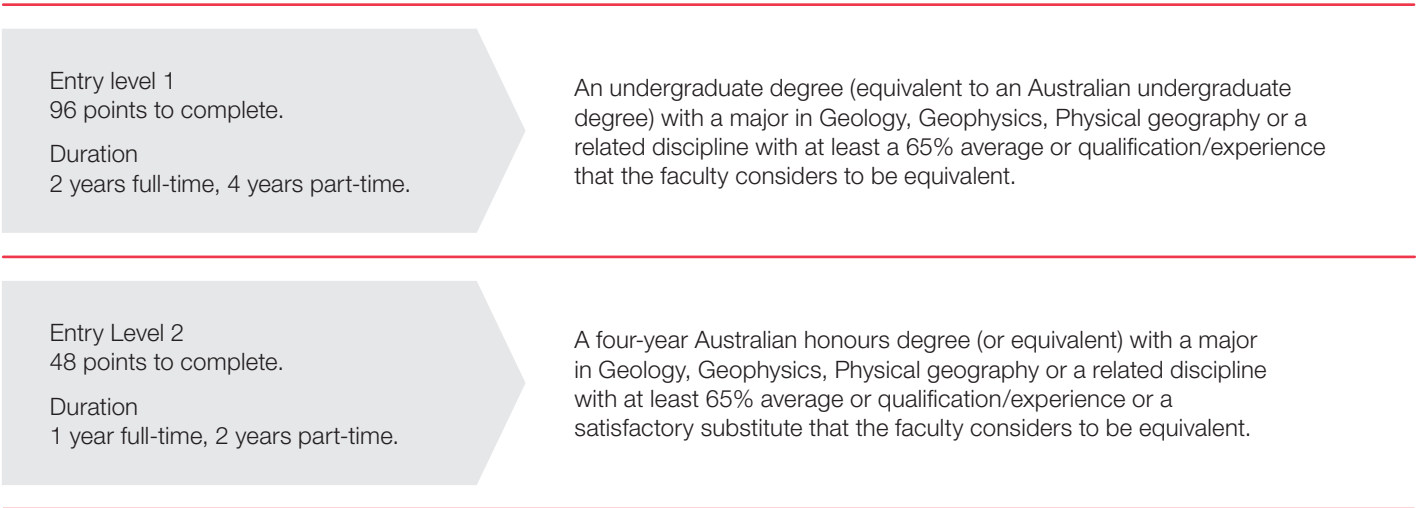 Entry level 1
96 points to complete.
Duration
2 years full-time, 4 years part-time.
An undergraduate degree (equivalent to an Australian undergraduate
degree) with a major in Geology, Geophysics, Physical geography or a
related discipline with at least a 65% average or qualification/experience
that the faculty considers to be equivalent.
Entry Level 2
48 points to complete.
Duration
1 year full-time, 2 years part-time.
A four-year Australian honours degree (or equivalent) with a major
in Geology, Geophysics, Physical geography or a related discipline
with at least 65% average or qualification/experience or a
satisfactory substitute that the faculty considers to be equivalent.